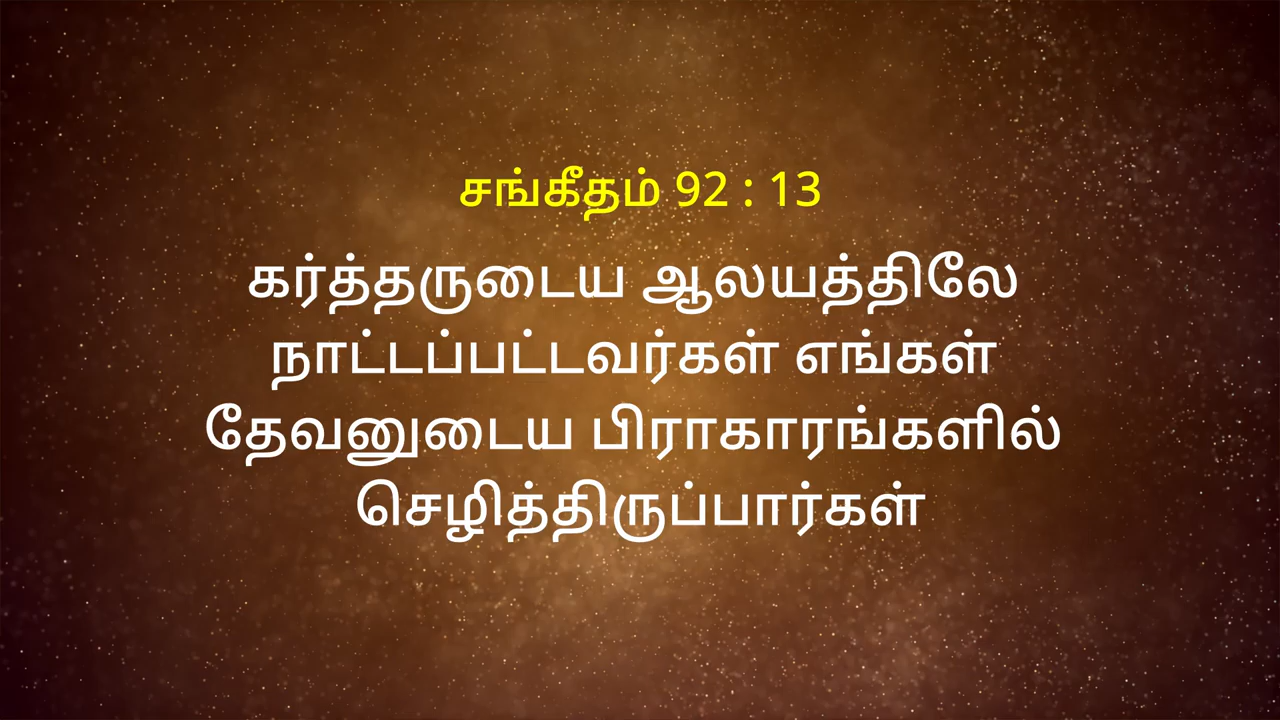 சங்கீதம் 92 : 13
கர்த்தருடைய ஆலயத்திலே
நாட்டப்பட்டவர்கள் எங்கள்
தேவனுடைய பிராகாரங்களில்
செழித்திருப்பார்கள்